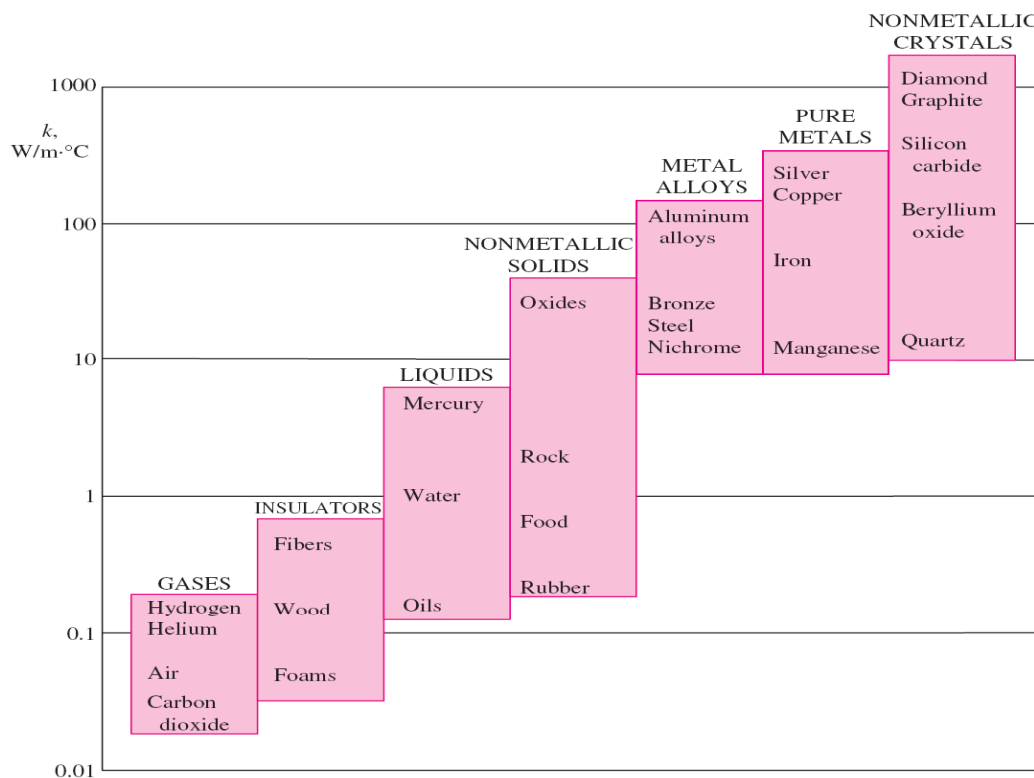 NONMETALLIC
CRYSTALS
1000
k,
W/m·°C
Diamond
Graphite
Silicon
carbide
Beryllium
oxide
Quartz
PURE
METALS
Silver
Copper
Iron
Manganese
METAL
ALLOYS
Aluminum
alloys
Bronze
Steel
Nichrome
100
NONMETALLIC
SOLIDS
Oxides
Rock
Food
Rubber
10
LIQUIDS
Mercury
Water
Oils
1
INSULATORS
Fibers
Wood
Foams
GASES
Hydrogen
Helium
Air
Carbon
dioxide
0.1
0.01